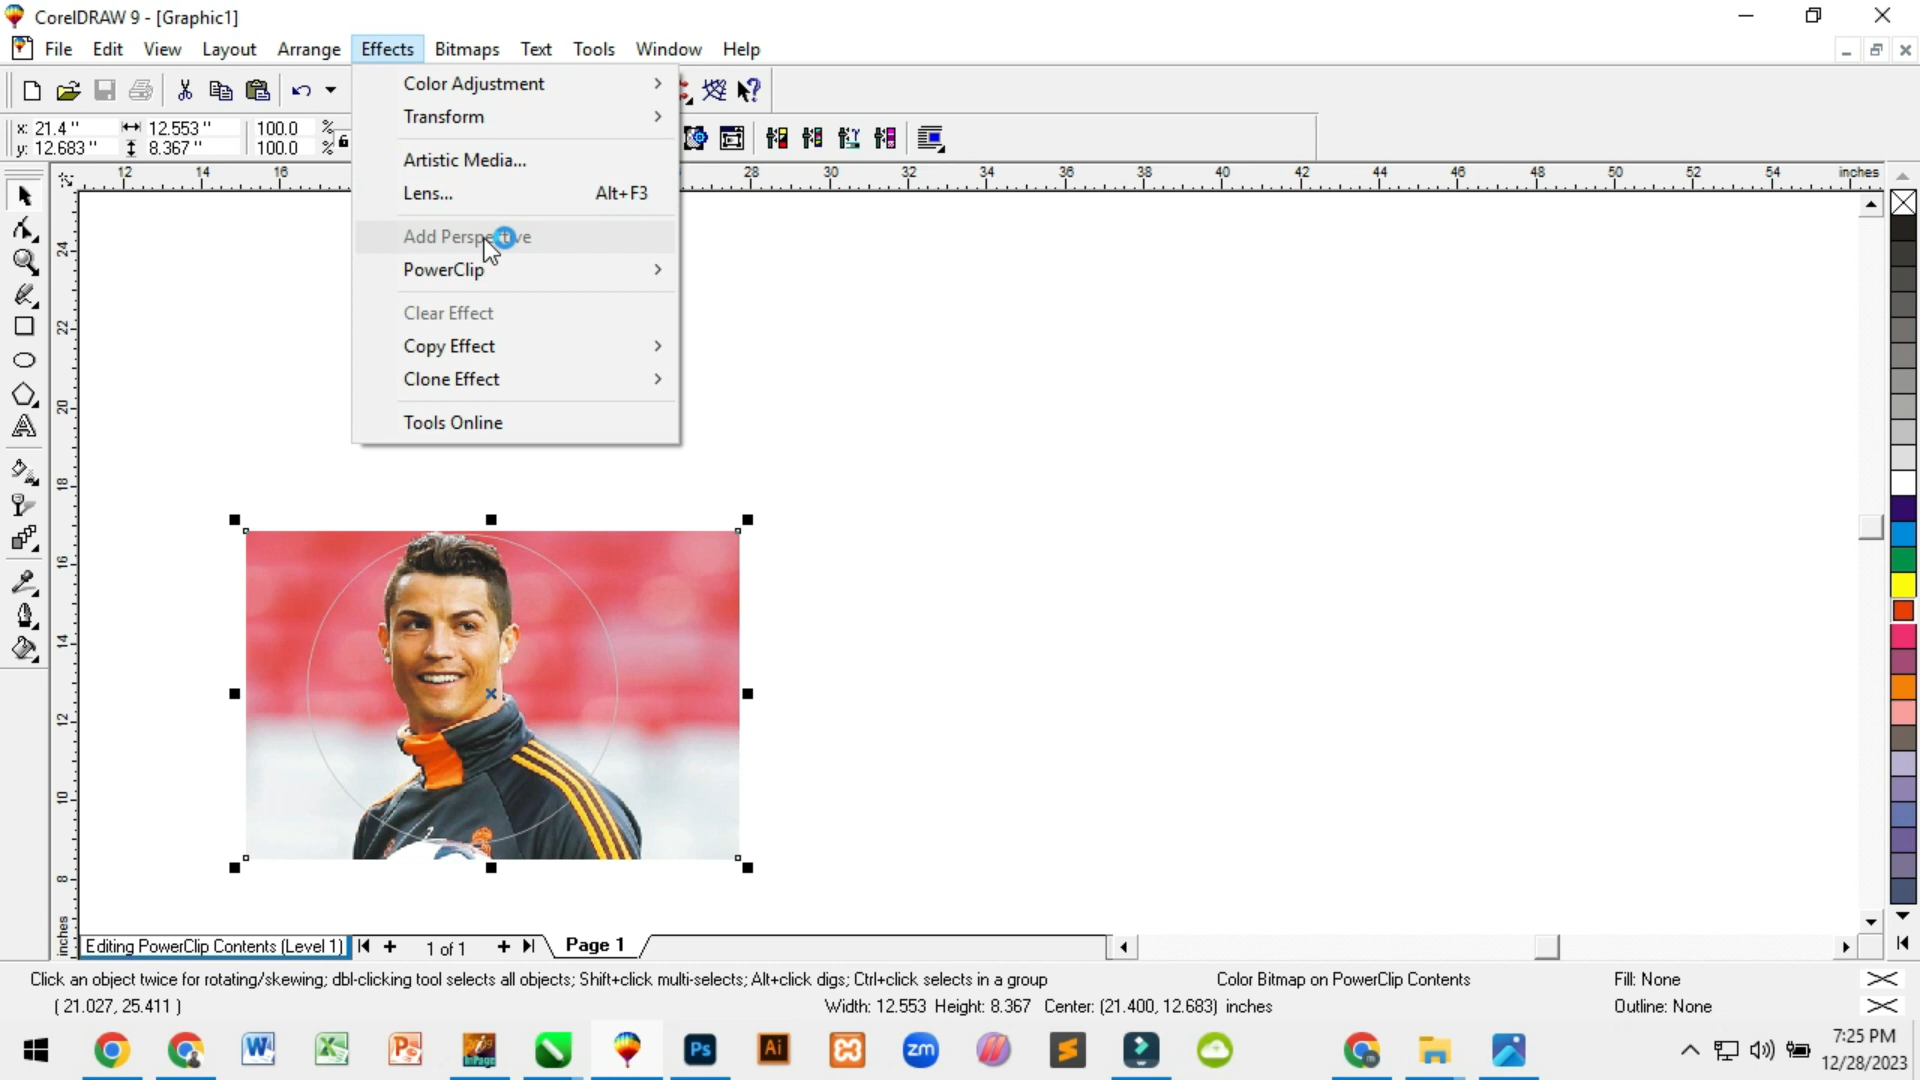 CorelDRAW 9 - [Graphic1]
File Edit View Layout Arrange Effects Bitmaps Text Tools Window Help
x: 21.4 " 12.553 " 100.0 %
y: 12.683 " 8.367 " 100.0 %
Color Adjustment
Transform
Artistic Media...
Lens... Alt+F3
Add Perspective
PowerClip
Clear Effect
Copy Effect
Clone Effect
Tools Online
12 14 16 28 30 32 34 36 38 40 42 44 46 48 50 52 54 inches
24
22
20
18
16
14
12
10
8
inches
Editing PowerClip Contents (Level 1) 1 of 1 Page 1
Click an object twice for rotating/skewing; dbl-clicking tool selects all objects; Shift+click multi-selects; Alt+click digs; Ctrl+click selects in a group Color Bitmap on PowerClip Contents Fill: None
( 21.027, 25.411 ) Width: 12.553 Height: 8.367 Center: (21.400, 12.683) inches Outline: None
Ps Ai zm
7:25 PM
12/28/2023